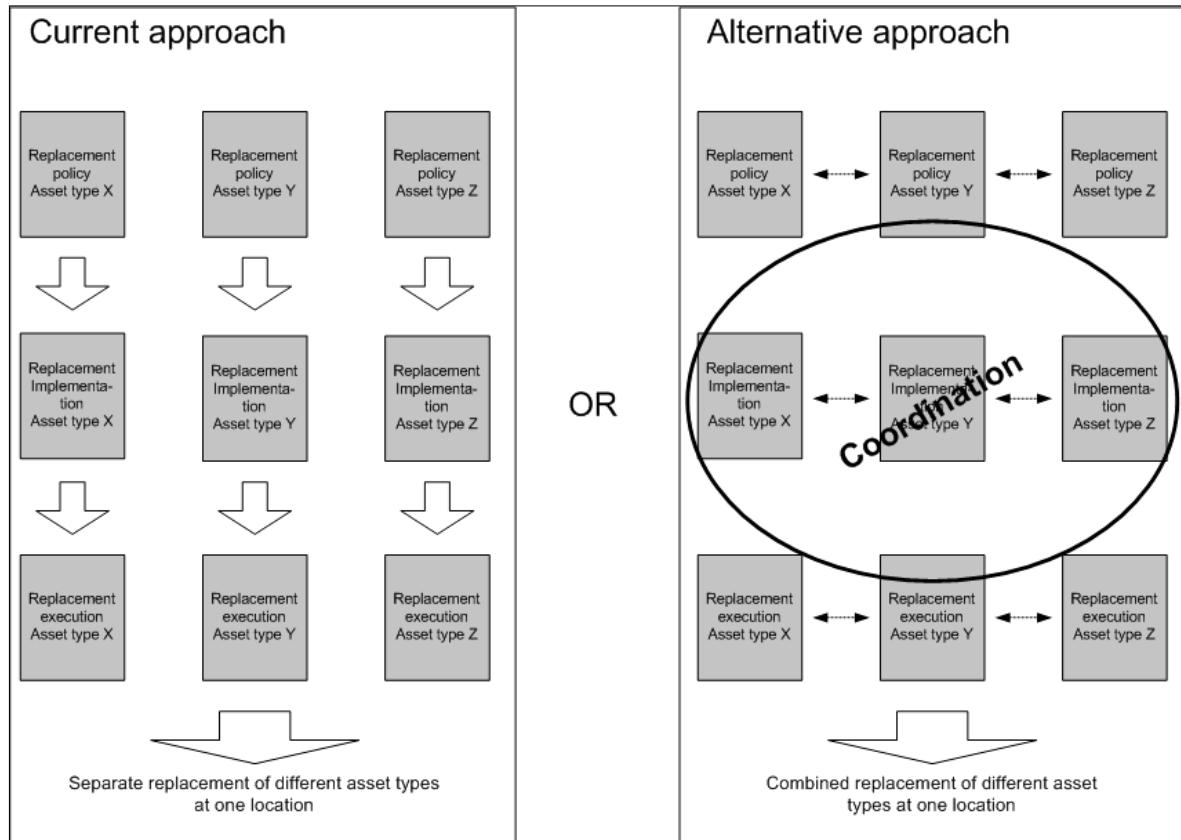 Current approach
Replacement
policy
Asset type X
Replacement
policy
Asset type Y
Replacement
policy
Asset type Z
Replacement
Implementa-
tion
Asset type X
Replacement
Implementa-
tion
Asset type Y
Replacement
Implementa-
tion
Asset type Z
Replacement
execution
Asset type X
Replacement
execution
Asset type Y
Replacement
execution
Asset type Z
Separate replacement of different asset types
at one location
OR
Alternative approach
Replacement
policy
Asset type X
Replacement
policy
Asset type Y
Replacement
policy
Asset type Z
Replacement
Implementa-
tion
Asset type X
Replacement
Implementa-
tion
Asset type Y
Replacement
Implementa-
tion
Asset type Z
Coordination
Replacement
execution
Asset type X
Replacement
execution
Asset type Y
Replacement
execution
Asset type Z
Combined replacement of different asset
types at one location